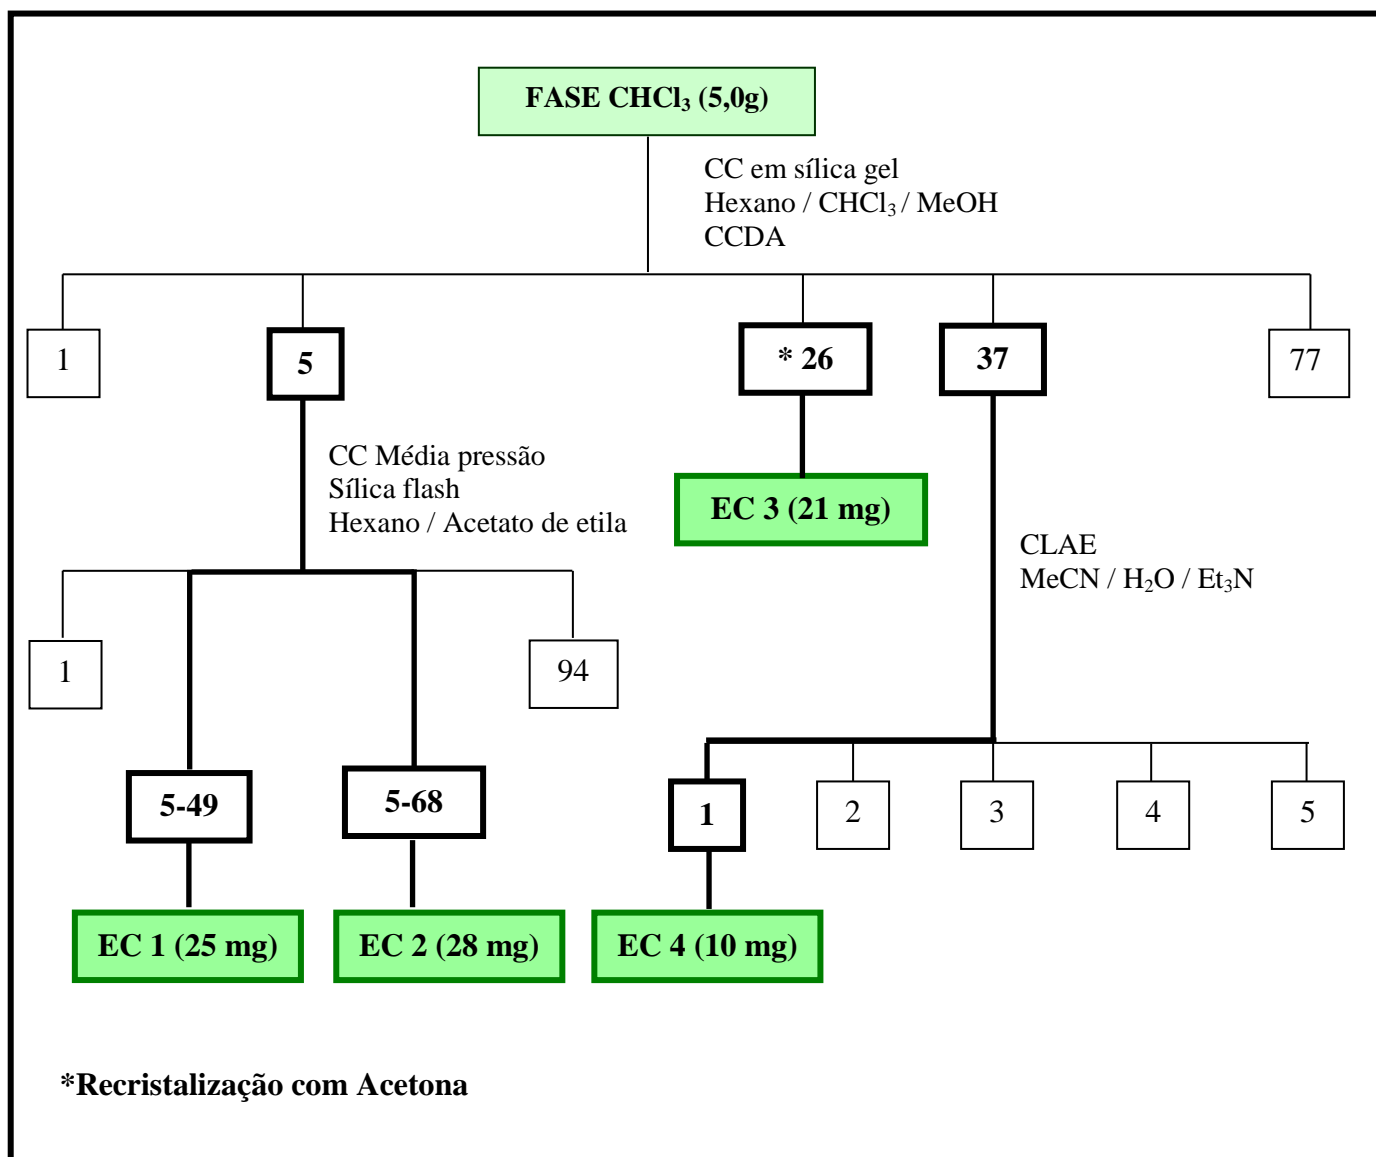 FASE CHCl₃ (5,0g)
CC em sílica gel
Hexano / CHCl₃ / MeOH
CCDA
1
5
* 26
37
77
CC Média pressão
Sílica flash
Hexano / Acetato de etila
EC 3 (21 mg)
CLAE
MeCN / H₂O / Et₃N
1
94
5-49
5-68
1
2
3
4
5
EC 1 (25 mg)
EC 2 (28 mg)
EC 4 (10 mg)
*Recristalização com Acetona